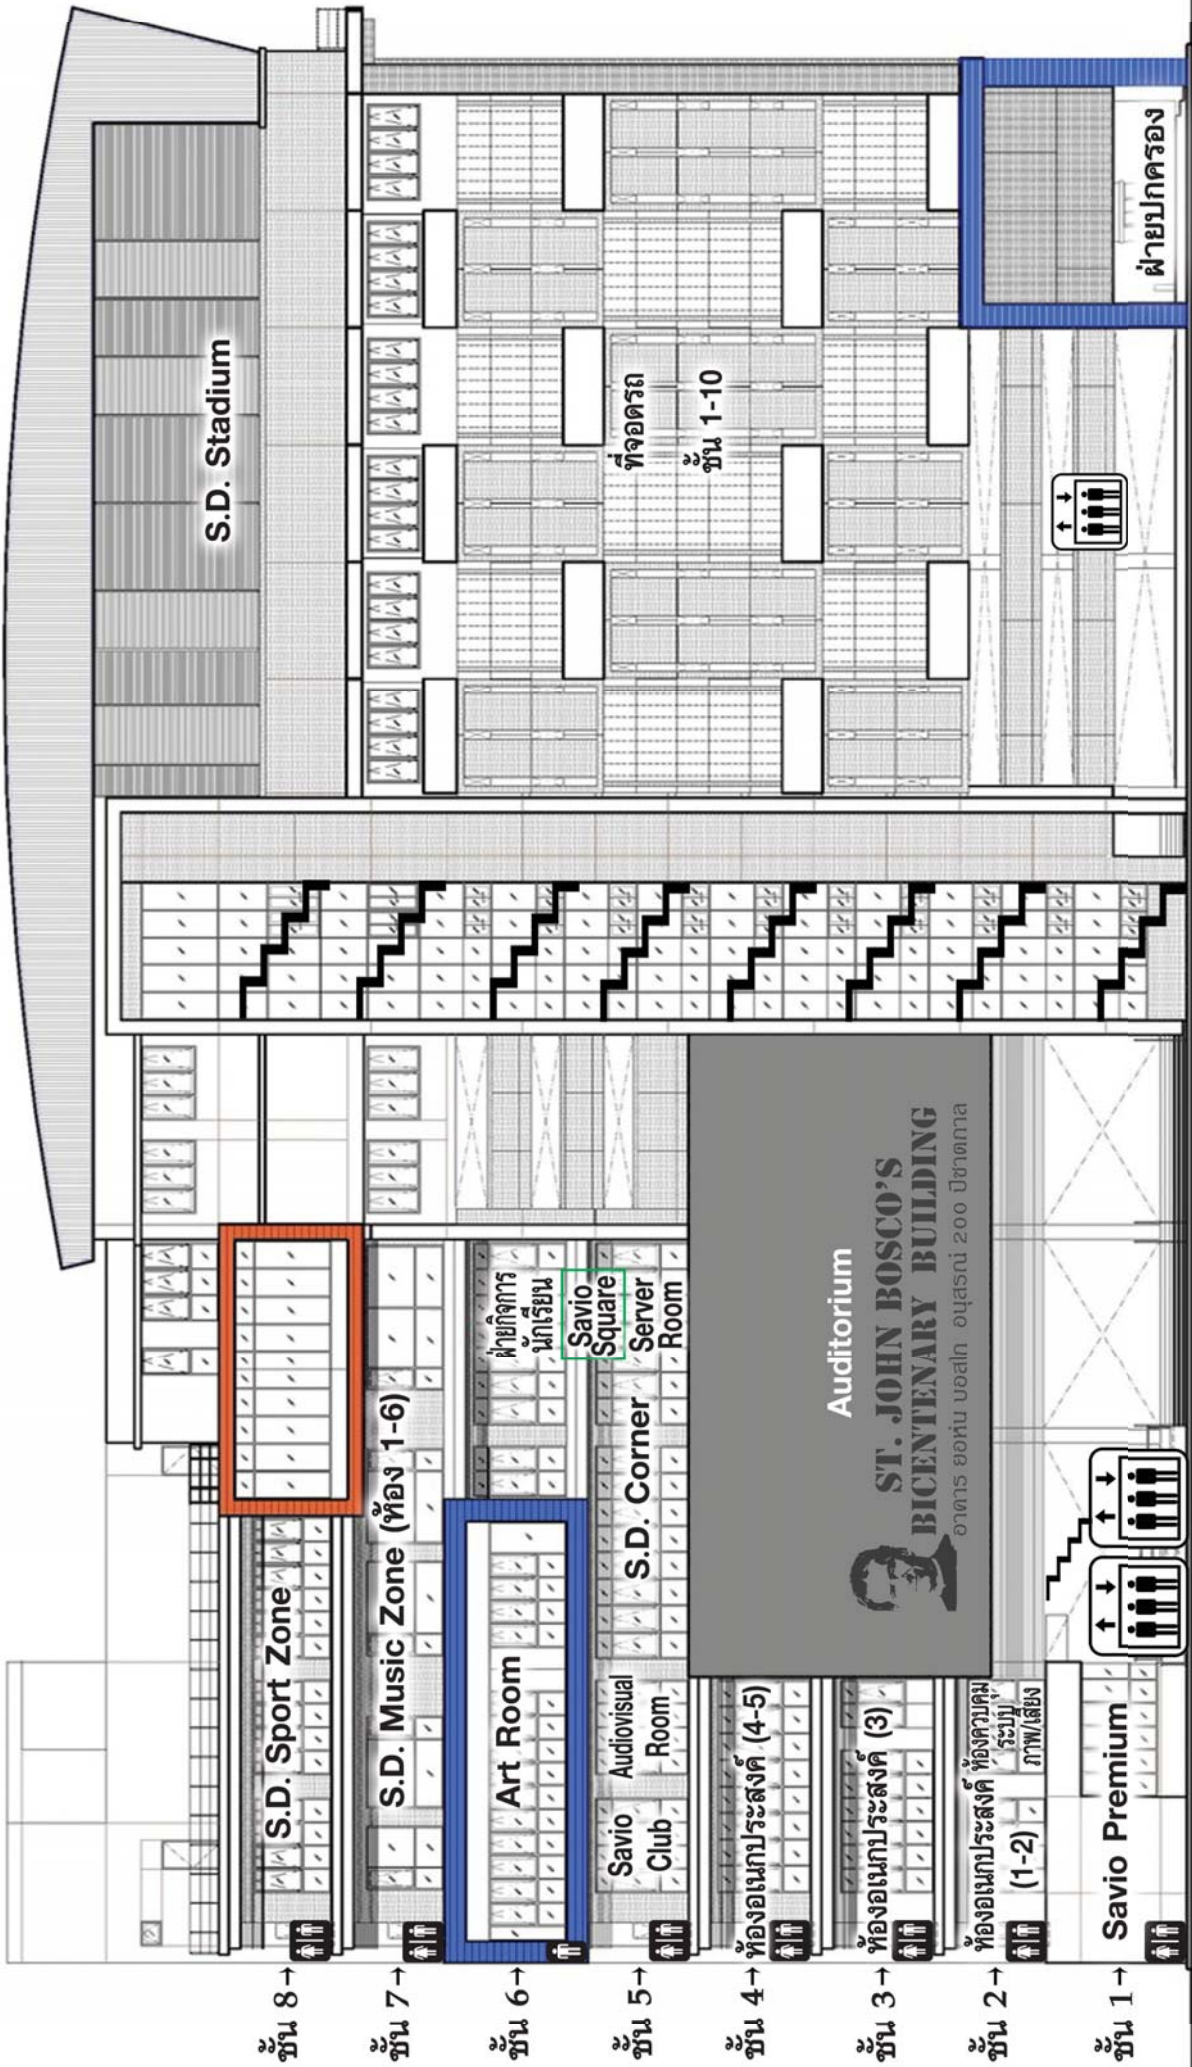 S.D. Stadium
ที่จอดรถ
ชั้น 1-10
ฝ่ายปกครอง
ชั้น 8
S.D. Sport Zone
ชั้น 7
S.D. Music Zone (ห้อง 1-6)
ชั้น 6
Art Room
ฝ่ายกิจการ
นักเรียน
ชั้น 5
Savio
Club
Audiovisual
Room
S.D. Corner
Savio
Square
Server
Room
ชั้น 4
ห้องอเนกประสงค์ (4-5)
ชั้น 3
ห้องอเนกประสงค์ (3)
ชั้น 2
ห้องอเนกประสงค์
(1-2)
ห้องควบคุม
ระบบ
ภาพ/เสียง
Auditorium
ST. JOHN BOSCO'S
BICENTENARY BUILDING
อาคาร ยอห์น บอสโก อนุสรณ์ 200 ปีชาตกาล
ชั้น 1
Savio Premium